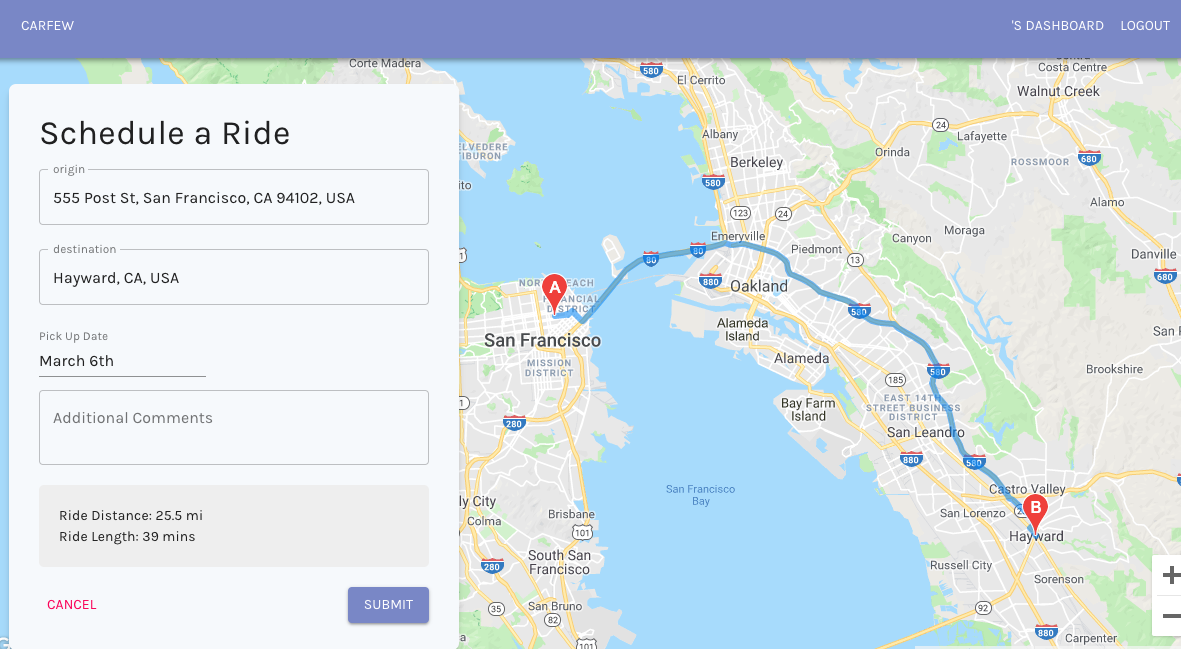 CARFEW
'S DASHBOARD LOGOUT
Schedule a Ride
origin
555 Post St, San Francisco, CA 94102, USA
destination
Hayward, CA, USA
Pick Up Date
March 6th
Additional Comments
Ride Distance: 25.5 mi
Ride Length: 39 mins
CANCEL
SUBMIT
Corte Madera
580
El Cerrito
Costa Centre
Walnut Creek
24
Albany
Lafayette
ELVEDERE
TIBURON
Orinda
Berkeley
ROSSMOOR
680
580
ito
Alamo
123
24
Moraga
Emeryville
Canyon
Piedmont
Danville
80
80
13
680
880
NORTH BEACH
A
Oakland
FINANCIAL
DISTRICT
580
Alameda
Island
San Francisco
San F
Alameda
MISSION
DISTRICT
580
Brookshire
185
EAST 14TH
STREET BUSINESS
DISTRICT
1
Bay Farm
Island
280
San Leandro
880
580
San Francisco
Bay
Castro Valley
ly City
Brisbane
San Lorenzo
B
Colma
101
Hayward
South San
Francisco
280
Russell City
Sorenson
35
San Bruno
92
82
880
Carpenter
a
101